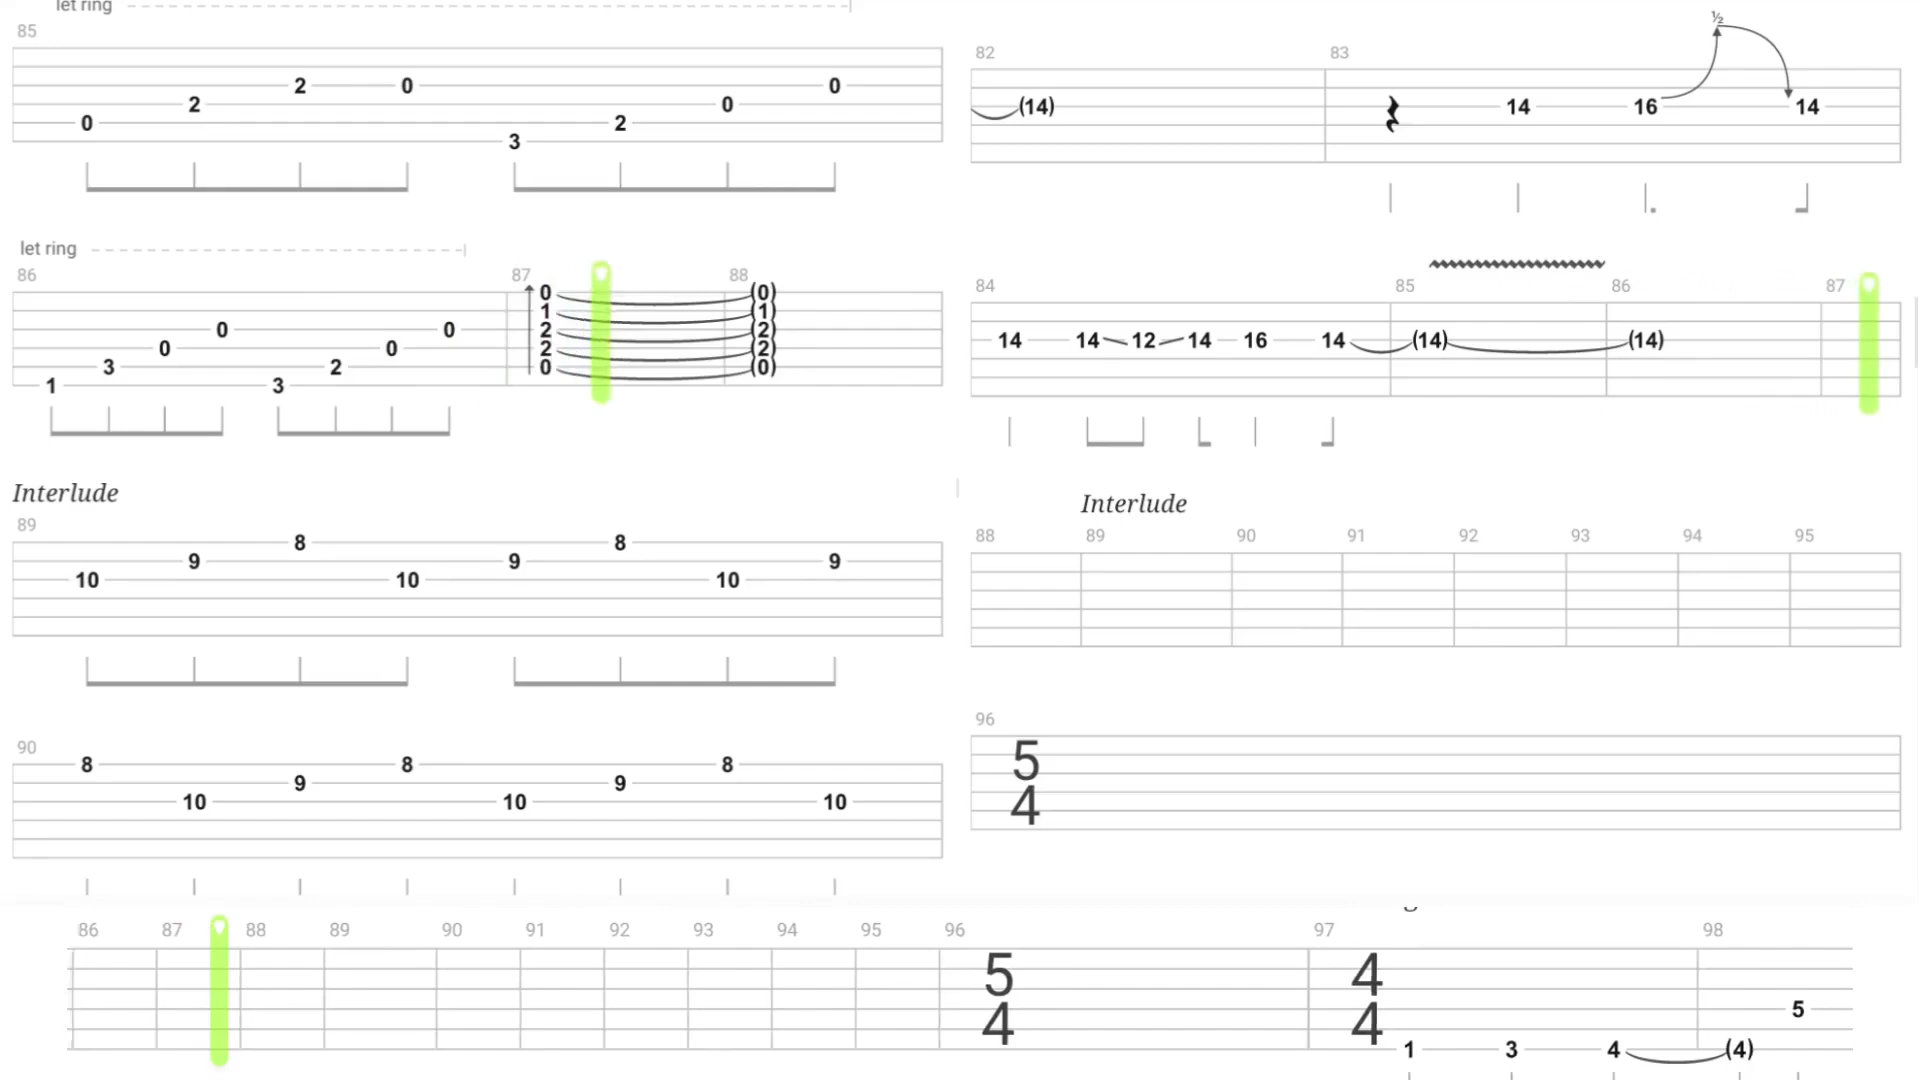 let ring
85
0 2 2 0 3 2 0 0
let ring
86 87 88
0 (0)
1 (1)
0 0 2 (2)
0 0 2 (2)
3 2 0 (0)
1 3
Interlude
89
8 8
9 9 9
10 10 10
90
8 8 8
9 9
10 10 10
82 83
½
(14) 14 16 14
84 85 86 87
14 14 12 14 16 14 (14) (14)
Interlude
88 89 90 91 92 93 94 95
96
5
4
86 87 88 89 90 91 92 93 94 95 96 97 98
5 4
5
4 4
1 3 4 (4)